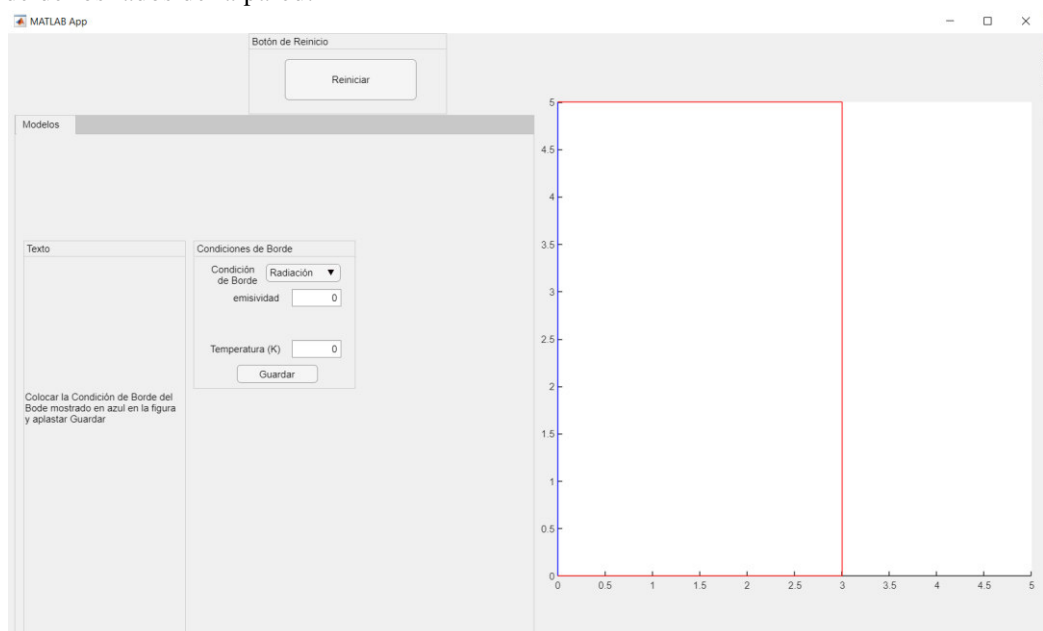 MATLAB App
Botón de Reinicio
Reiniciar
Modelos
Texto
Colocar la Condición de Borde del
Bode mostrado en azul en la figura
y aplastar Guardar
Condiciones de Borde
Condición
de Borde
Radiación
emisividad
0
Temperatura (K)
0
Guardar
5
4.5
4
3.5
3
2.5
2
1.5
1
0.5
0
0 0.5 1 1.5 2 2.5 3 3.5 4 4.5 5